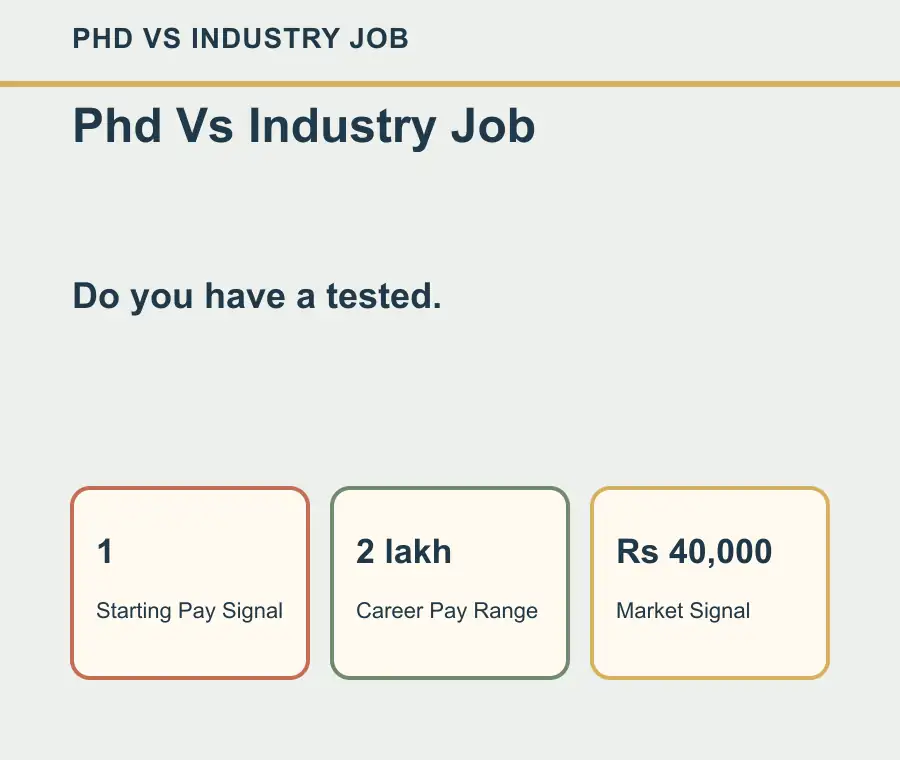 PHD VS INDUSTRY JOB
Phd Vs Industry Job
Do you have a tested.
1
Starting Pay Signal
2 lakh
Career Pay Range
Rs 40,000
Market Signal